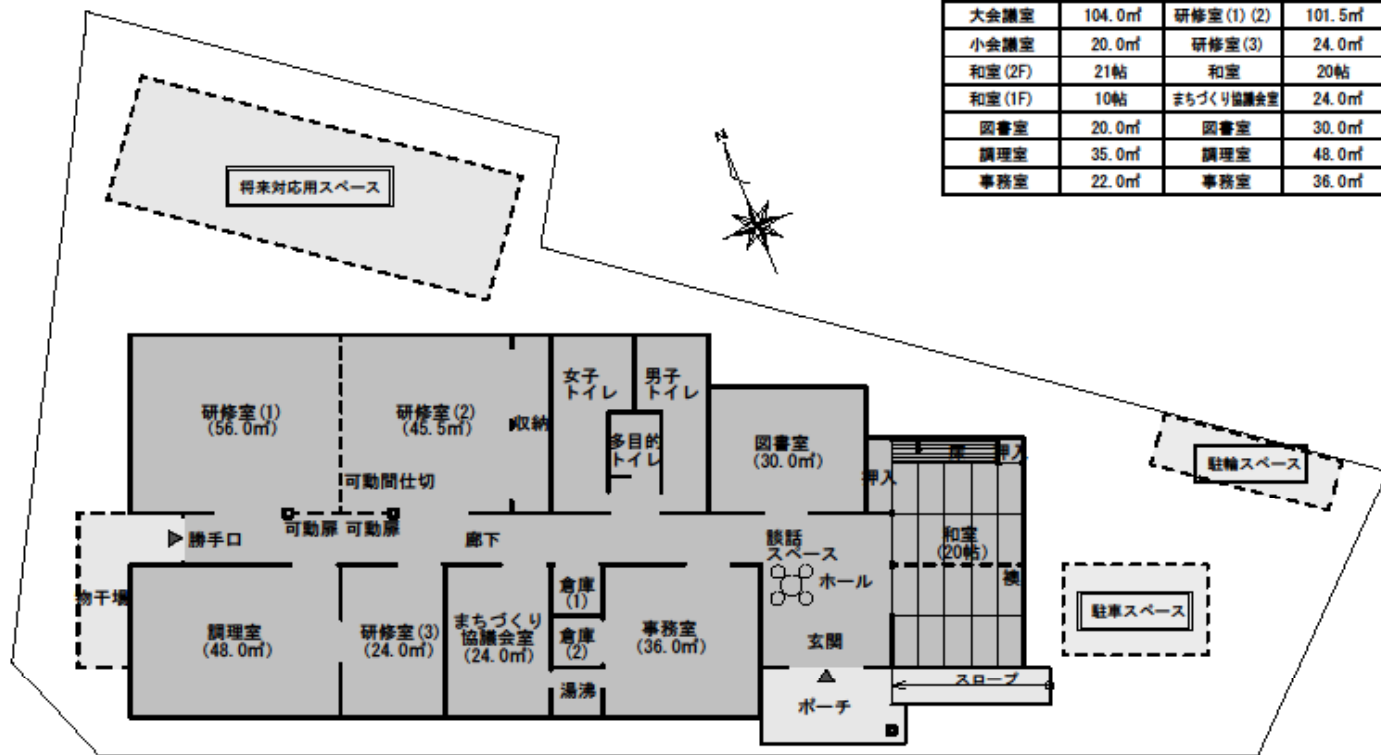 大会議室 104.0㎡ 研修室(1)(2) 101.5㎡
小会議室 20.0㎡ 研修室(3) 24.0㎡
和室(2F) 21帖 和室 20帖
和室(1F) 10帖 まちづくり協議会室 24.0㎡
図書室 20.0㎡ 図書室 30.0㎡
調理室 35.0㎡ 調理室 48.0㎡
事務室 22.0㎡ 事務室 36.0㎡
N
将来対応用スペース
研修室(1)
(56.0㎡)
研修室(2)
(45.5㎡)
収納
女子
トイレ
男子
トイレ
多目的
トイレ
図書室
(30.0㎡)
押入
床
押入
駐輪スペース
可動間仕切
可動扉 可動扉
勝手口
廊下
談話
スペース
ホール
和室
(20帖)
襖
物干場
調理室
(48.0㎡)
研修室(3)
(24.0㎡)
まちづくり
協議会室
(24.0㎡)
倉庫
(1)
倉庫
(2)
湯沸
事務室
(36.0㎡)
玄関
ポーチ
スロープ
駐車スペース